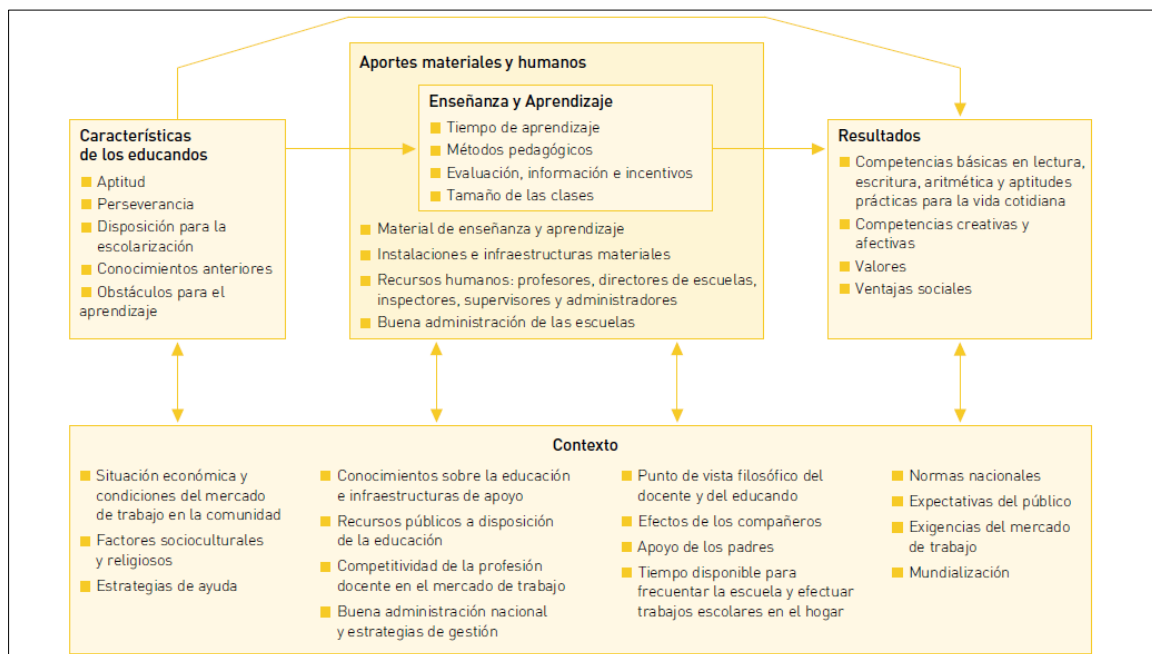 Aportes materiales y humanos
Enseñanza y Aprendizaje
Tiempo de aprendizaje
Métodos pedagógicos
Evaluación, información e incentivos
Tamaño de las clases
Material de enseñanza y aprendizaje
Instalaciones e infraestructuras materiales
Recursos humanos: profesores, directores de escuelas,
inspectores, supervisores y administradores
Buena administración de las escuelas
Características
de los educandos
Aptitud
Perseverancia
Disposición para la
escolarización
Conocimientos anteriores
Obstáculos para el
aprendizaje
Resultados
Competencias básicas en lectura,
escritura, aritmética y aptitudes
prácticas para la vida cotidiana
Competencias creativas y
afectivas
Valores
Ventajas sociales
Contexto
Situación económica y
condiciones del mercado
de trabajo en la comunidad
Factores socioculturales
y religiosos
Estrategias de ayuda
Conocimientos sobre la educación
e infraestructuras de apoyo
Recursos públicos a disposición
de la educación
Competitividad de la profesión
docente en el mercado de trabajo
Buena administración nacional
y estrategias de gestión
Punto de vista filosófico del
docente y del educando
Efectos de los compañeros
Apoyo de los padres
Tiempo disponible para
frecuentar la escuela y efectuar
trabajos escolares en el hogar
Normas nacionales
Expectativas del público
Exigencias del mercado
de trabajo
Mundialización